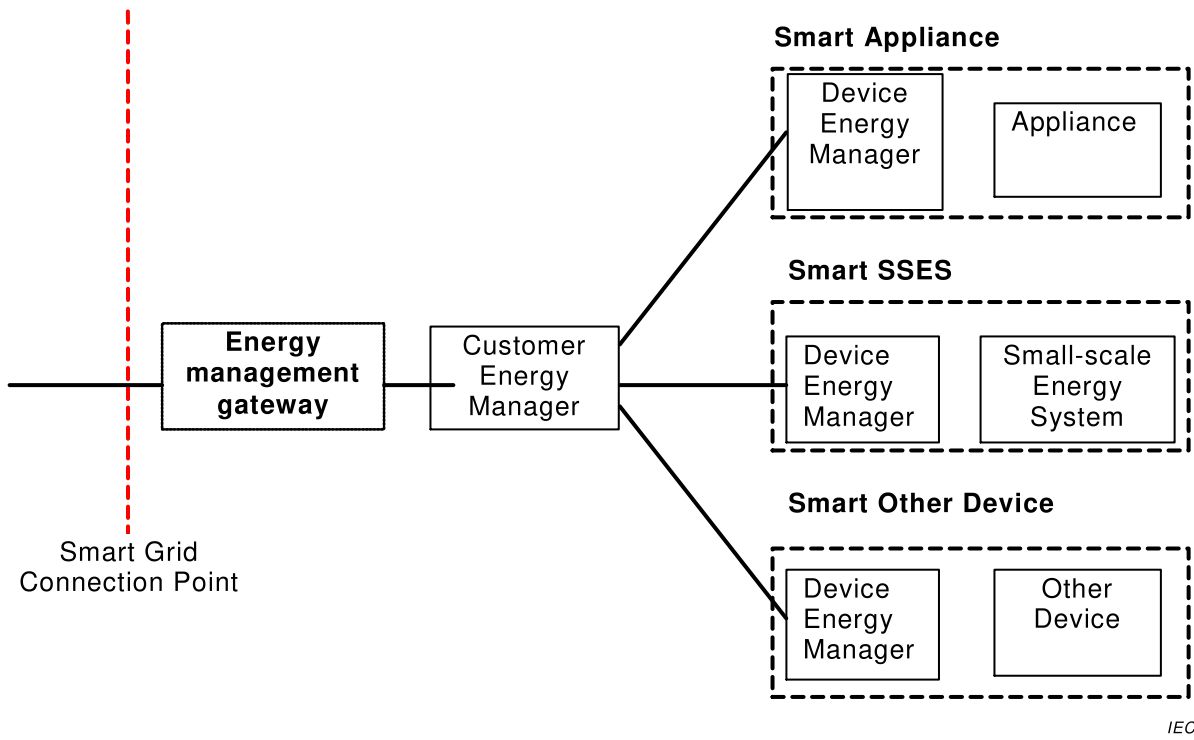 Smart Appliance
Device
Energy
Manager
Appliance
Smart SSES
Energy
management
gateway
Customer
Energy
Manager
Device
Energy
Manager
Small-scale
Energy
System
Smart Other Device
Smart Grid
Connection Point
Device
Energy
Manager
Other
Device
IEC